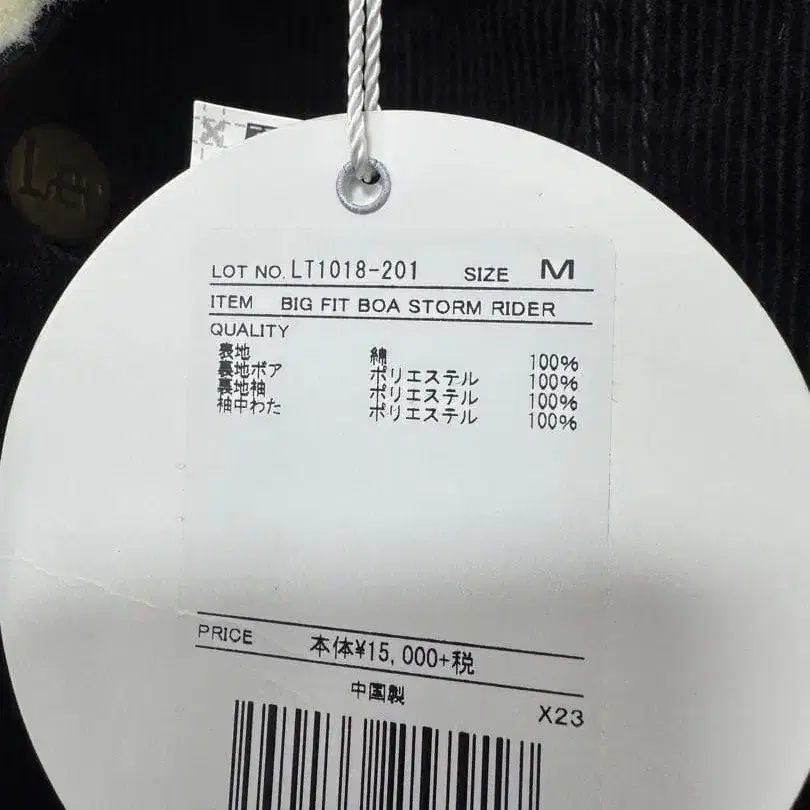 Lee
LOT NO. LT1018-201 SIZE M
ITEM BIG FIT BOA STORM RIDER
QUALITY
表地 綿 100%
裏地ボア ポリエステル 100%
裏地袖 ポリエステル 100%
袖中わた ポリエステル 100%
PRICE 本体¥15,000+税
中国製
X23